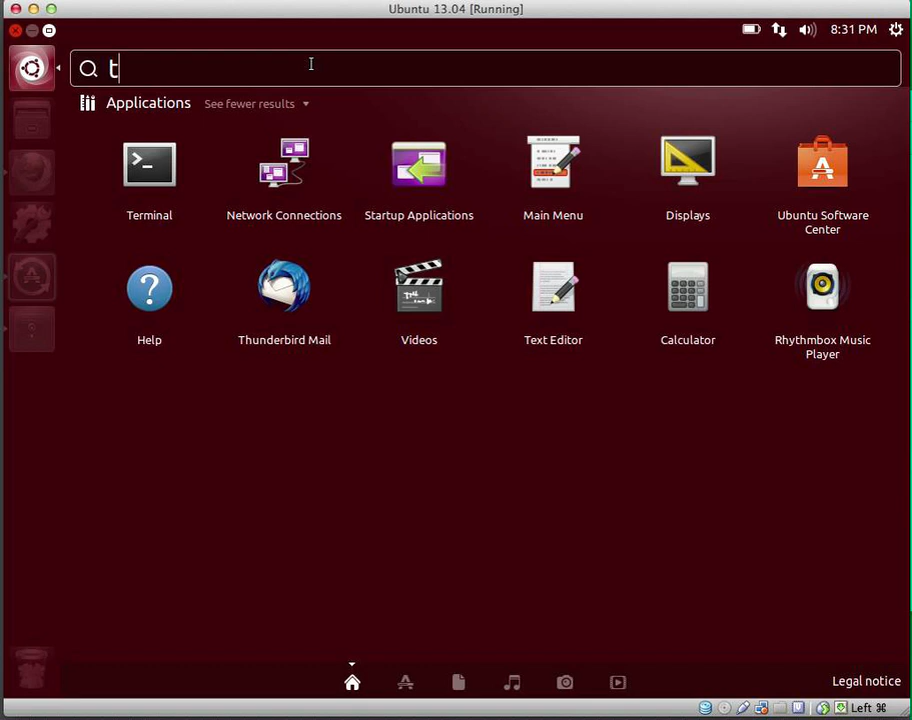 Ubuntu 13.04 [Running]
8:31 PM
t
Applications See fewer results
Terminal
Network Connections
Startup Applications
Main Menu
Displays
Ubuntu Software
Center
Help
Thunderbird Mail
Videos
Text Editor
Calculator
Rhythmbox Music
Player
Legal notice
Left ⌘